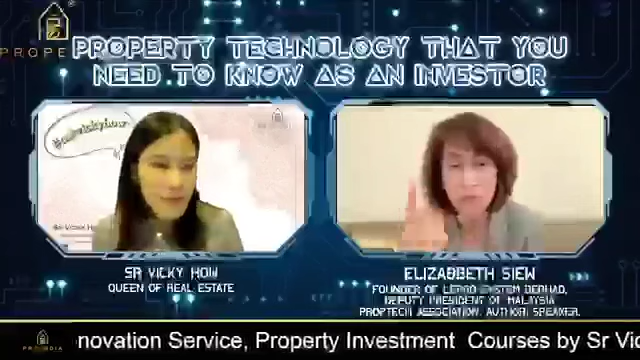 PROPERTY TECHNOLOGY THAT YOU
NEED TO KNOW AS AN INVESTOR
SR VICKY HOW
QUEEN OF REAL ESTATE
ELIZABBETH SIEW
FOUNDER OF
DEPUTY PRESIDENT OF MALAYSIA
PROPTECH ASSOCIATION, AUTHOR, SPEAKER.
novation Service, Property Investment Courses by Sr Vic